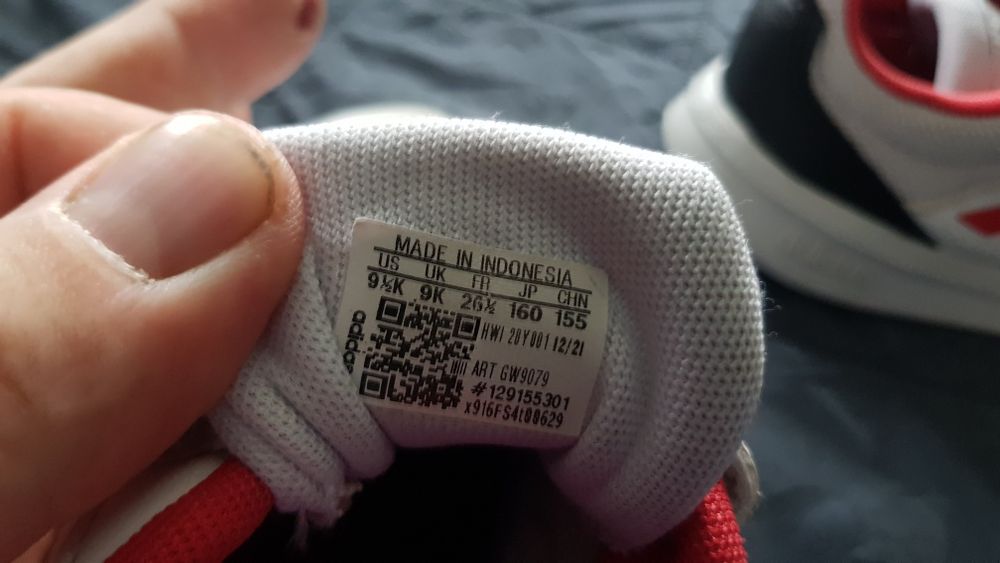 MADE IN INDONESIA
US UK FR JP CHN
9½K 9K 26½ 160 155
HWI 28Y001 12/21
adidas
ART GW9079
#129155301
x916FS4t08629